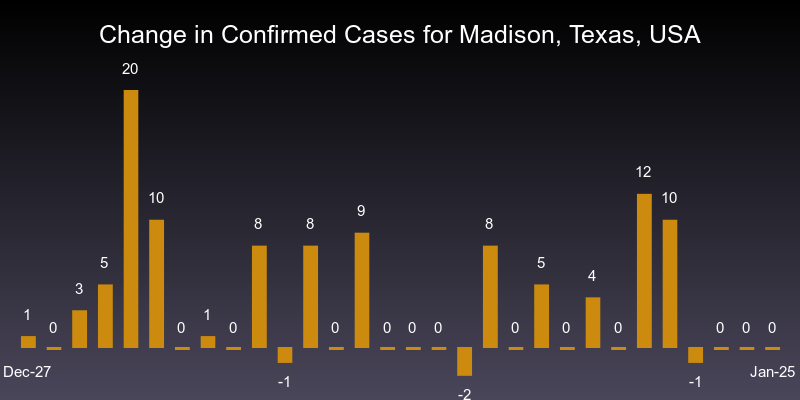 Change in Confirmed Cases for Madison, Texas, USA
1 0 3 5 20 10 0 1 0 8 -1 8 0 9 0 0 0 -2 8 0 5 0 4 0 12 10 -1 0 0 0
Dec-27 Jan-25